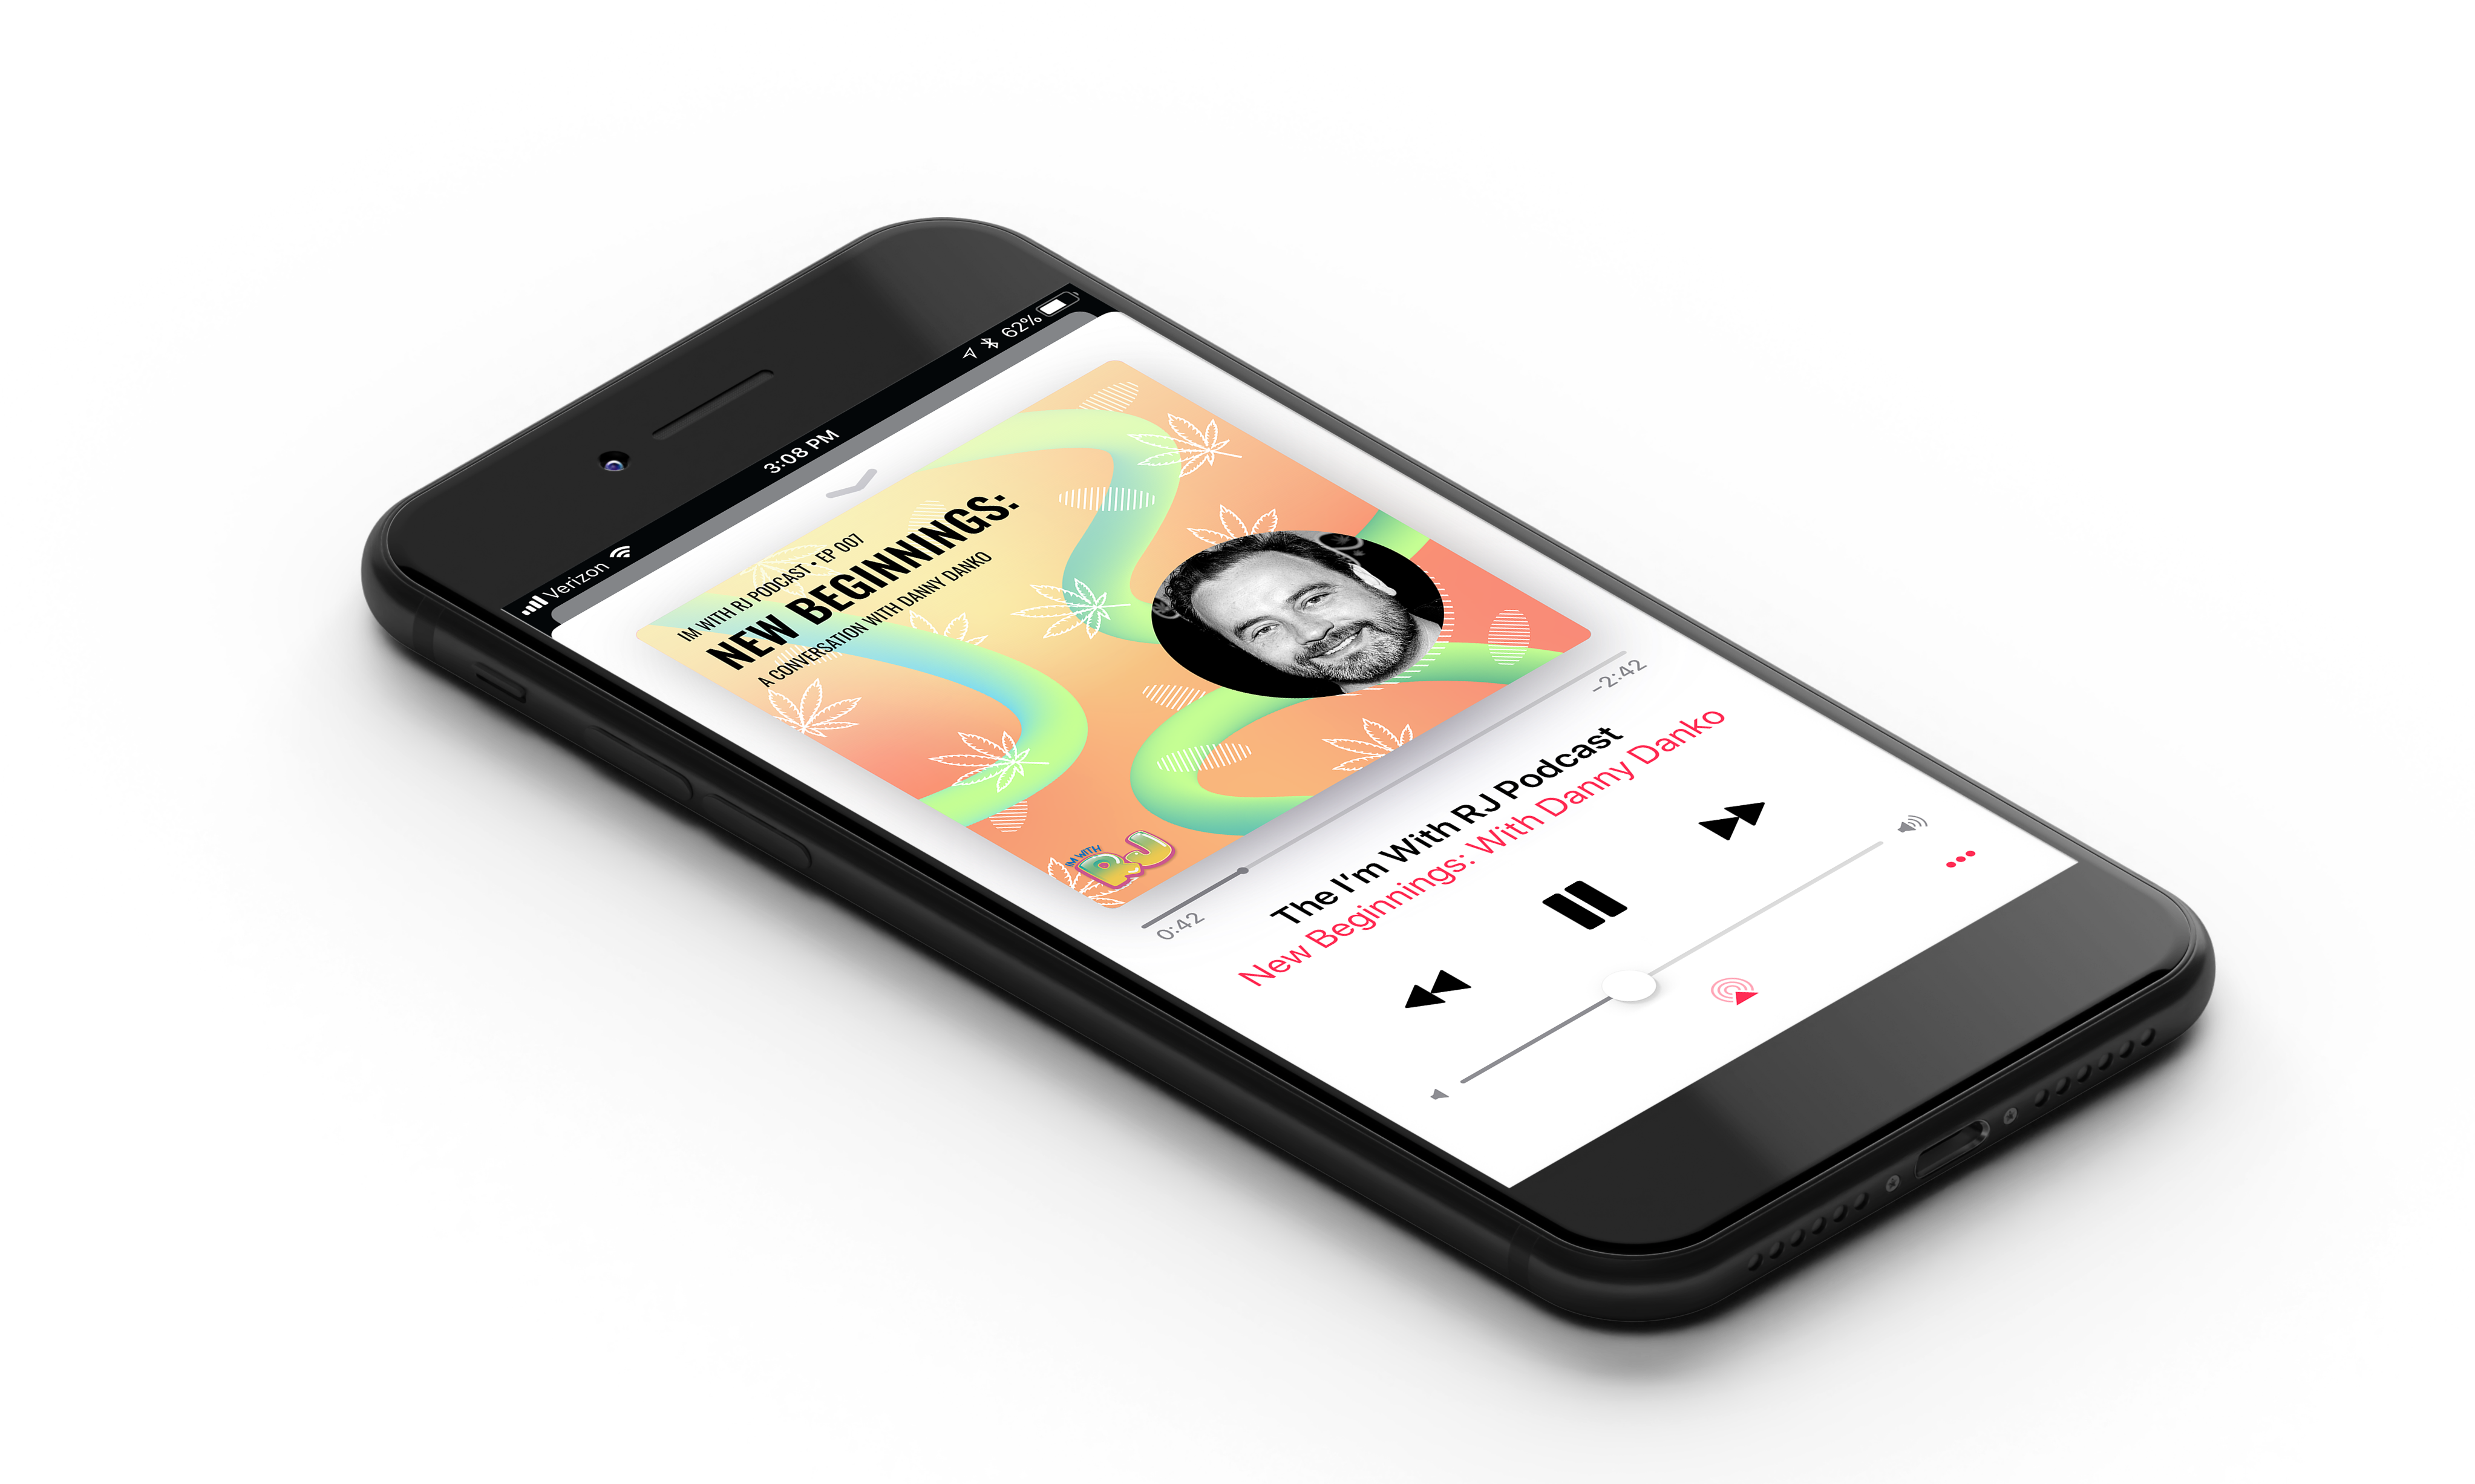 Verizon 3:08 PM 62%
IM WITH RJ PODCAST • EP 007
NEW BEGINNINGS:
A CONVERSATION WITH DANNY DANKO
IM WITH
RJ
0:42 -2:42
The I'm With RJ Podcast
New Beginnings: With Danny Danko